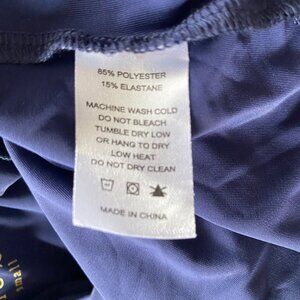 85% POLYESTER
15% ELASTANE
MACHINE WASH COLD
DO NOT BLEACH
TUMBLE DRY LOW
OR HANG TO DRY
LOW HEAT
DO NOT DRY CLEAN
MADE IN CHINA
small